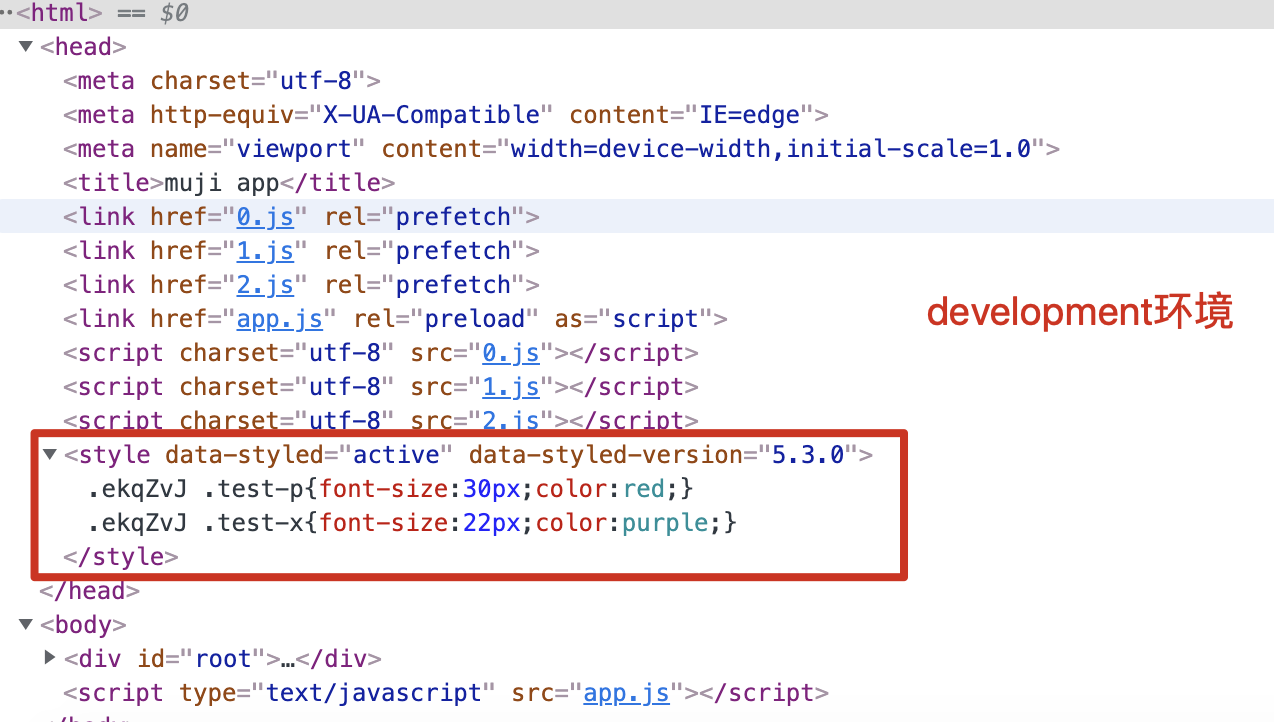 <html> == $0
<head>
<meta charset="utf-8">
<meta http-equiv="X-UA-Compatible" content="IE=edge">
<meta name="viewport" content="width=device-width,initial-scale=1.0">
<title>muji app</title>
<link href="0.js" rel="prefetch">
<link href="1.js" rel="prefetch">
<link href="2.js" rel="prefetch">
<link href="app.js" rel="preload" as="script">
development环境
<script charset="utf-8" src="0.js"></script>
<script charset="utf-8" src="1.js"></script>
<script charset="utf-8" src="2.js"></script>
<style data-styled="active" data-styled-version="5.3.0">
.ekqZvJ .test-p{font-size:30px;color:red;}
.ekqZvJ .test-x{font-size:22px;color:purple;}
</style>
</head>
<body>
<div id="root">…</div>
<script type="text/javascript" src="app.js"></script>